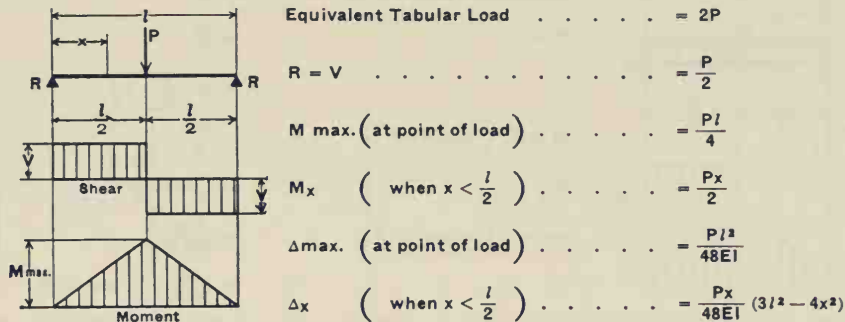 l
x
P
R
R
l/2
l/2
V
Shear
V
M max.
Moment
Equivalent Tabular Load . . . . . = 2P
R = V . . . . . . . . . . = P/2
M max. ( at point of load ) . . . . . = Pl/4
Mx ( when x < l/2 ) . . . . . = Px/2
Δmax. ( at point of load ) . . . . . = Pl³/48EI
Δx ( when x < l/2 ) . . . . . = Px/48EI (3l² – 4x²)